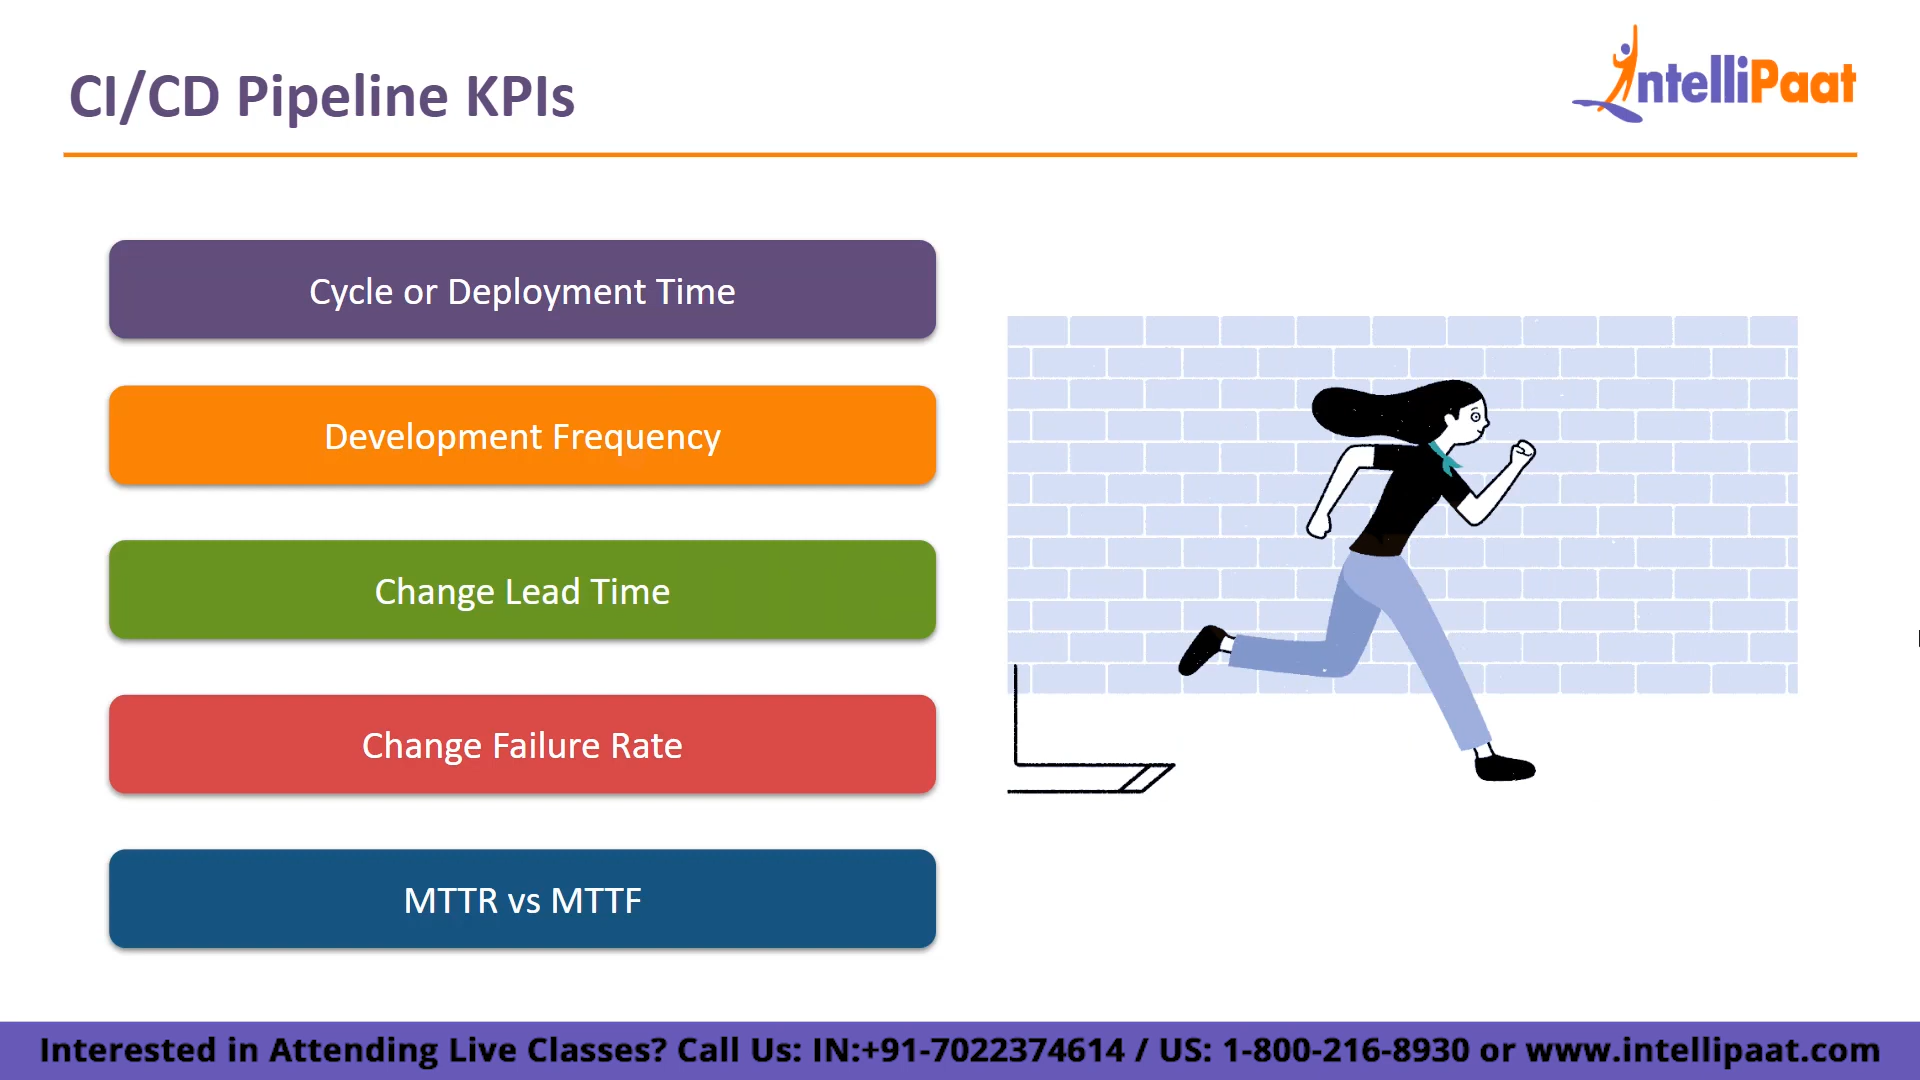 CI/CD Pipeline KPIs
IntelliPaat
Cycle or Deployment Time
Development Frequency
Change Lead Time
Change Failure Rate
MTTR vs MTTF
Interested in Attending Live Classes? Call Us: IN:+91-7022374614 / US: 1-800-216-8930 or www.intellipaat.com